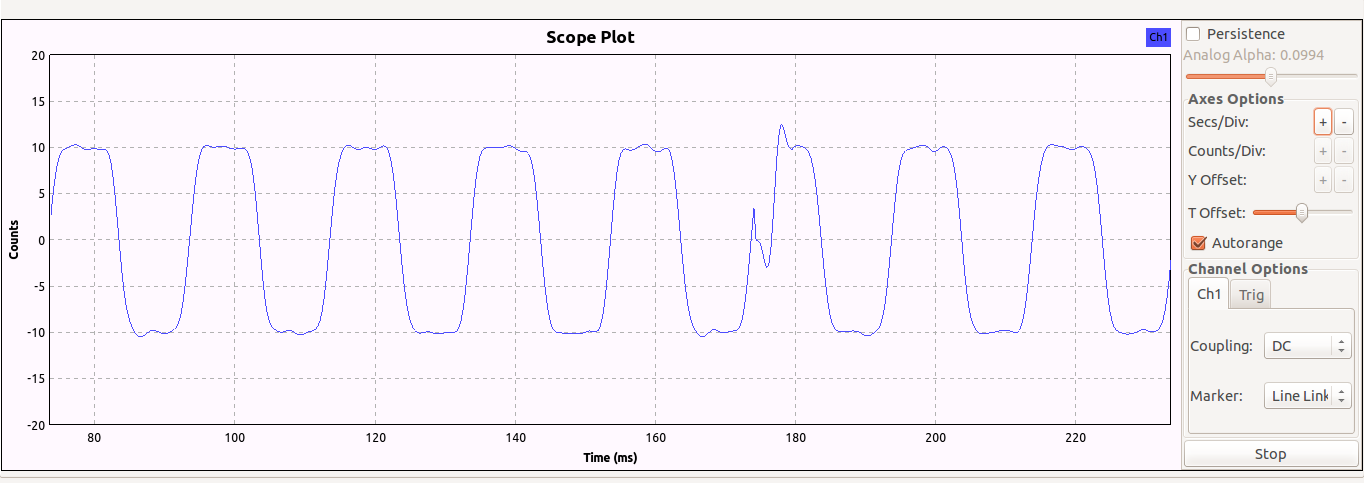 Scope Plot
Ch1
20
15
10
5
0
-5
-10
-15
-20
Counts
80 100 120 140 160 180 200 220
Time (ms)
Persistence
Analog Alpha: 0.0994
Axes Options
Secs/Div: + -
Counts/Div: + -
Y Offset: + -
T Offset:
Autorange
Channel Options
Ch1 Trig
Coupling: DC
Marker: Line Link
Stop